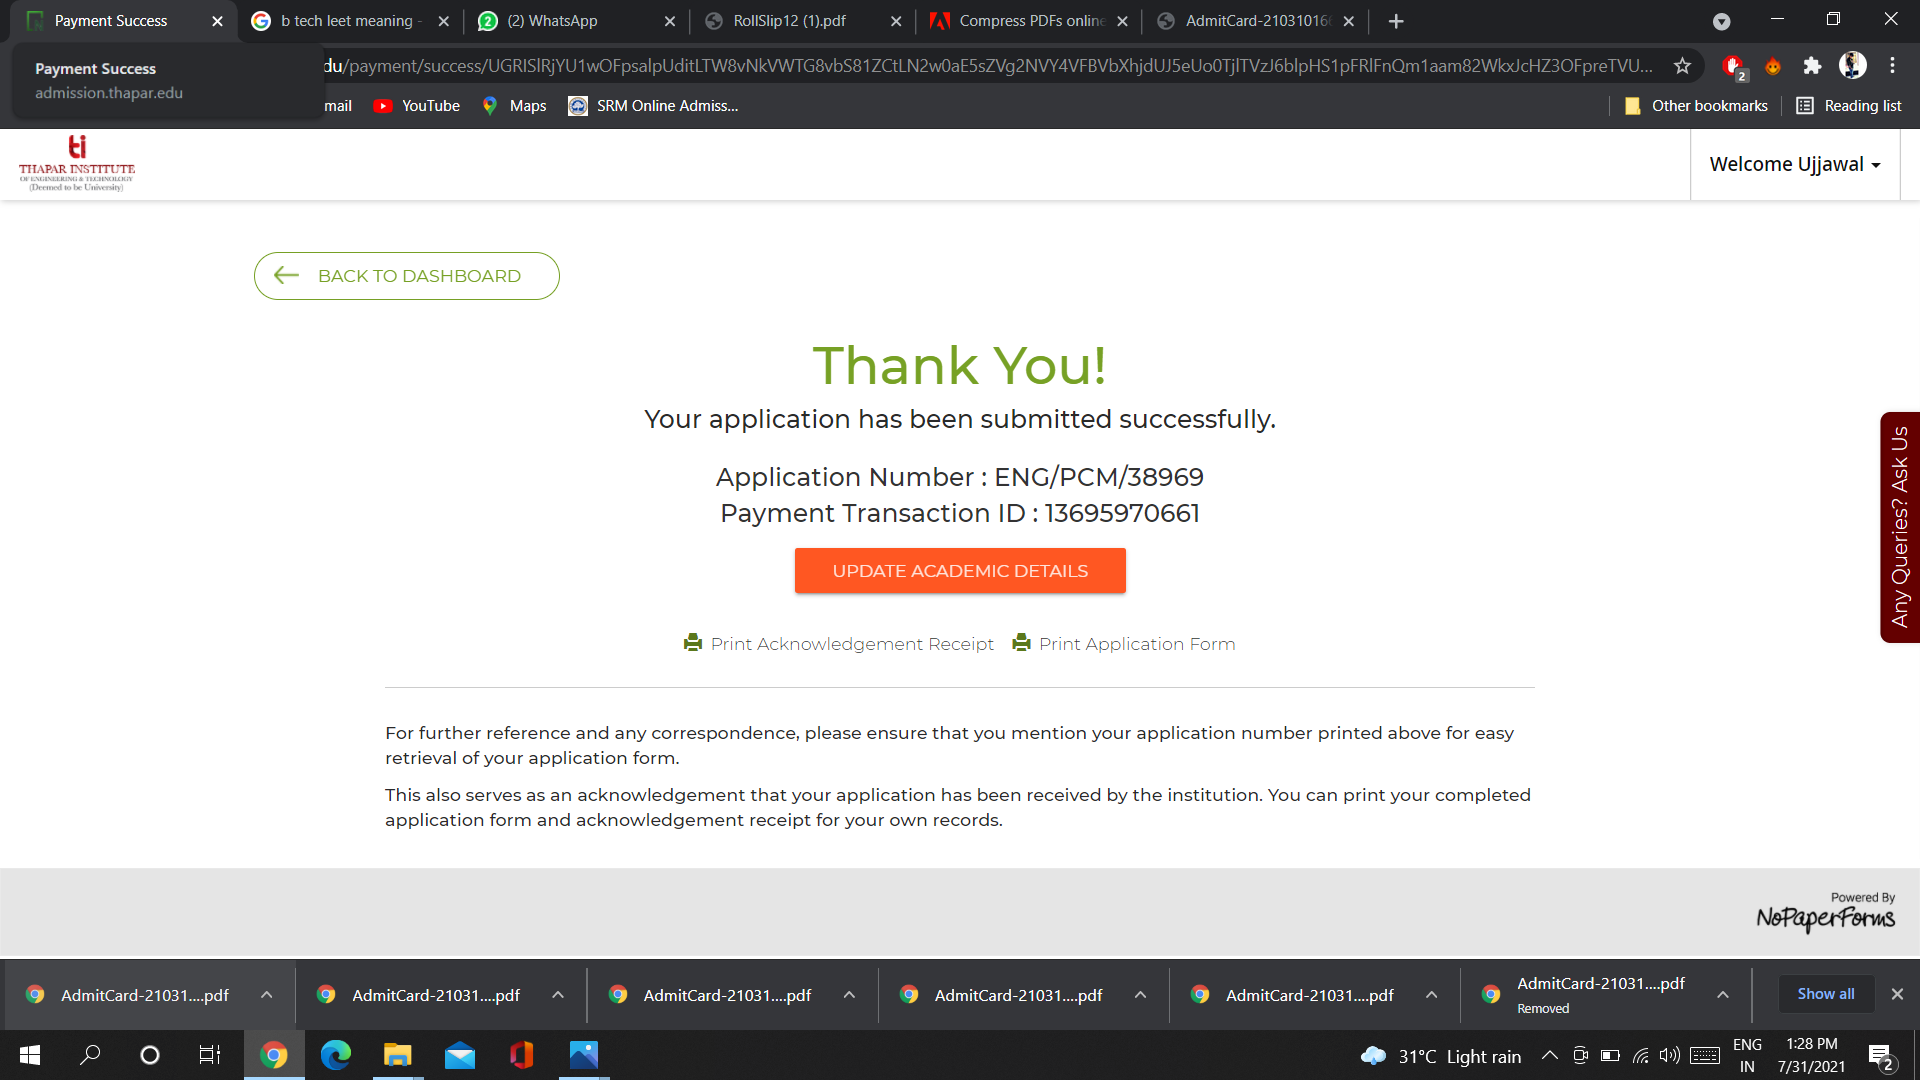 Payment Success
b tech leet meaning -
(2) WhatsApp
RollSlip12 (1).pdf
Compress PDFs online
AdmitCard-21031016
Payment Success
admission.thapar.edu
mail
YouTube
Maps
SRM Online Admiss...
Other bookmarks
Reading list
ti
THAPAR INSTITUTE
OF ENGINEERING & TECHNOLOGY
(Deemed to be University)
Welcome Ujjawal
BACK TO DASHBOARD
Thank You!
Your application has been submitted successfully.
Application Number : ENG/PCM/38969
Payment Transaction ID : 13695970661
UPDATE ACADEMIC DETAILS
Print Acknowledgement Receipt
Print Application Form
Any Queries? Ask Us
For further reference and any correspondence, please ensure that you mention your application number printed above for easy
retrieval of your application form.
This also serves as an acknowledgement that your application has been received by the institution. You can print your completed
application form and acknowledgement receipt for your own records.
Powered By
NoPaperForms
AdmitCard-21031....pdf
AdmitCard-21031....pdf
AdmitCard-21031....pdf
AdmitCard-21031....pdf
AdmitCard-21031....pdf
AdmitCard-21031....pdf
Removed
Show all
31°C Light rain
ENG
IN
1:28 PM
7/31/2021
2